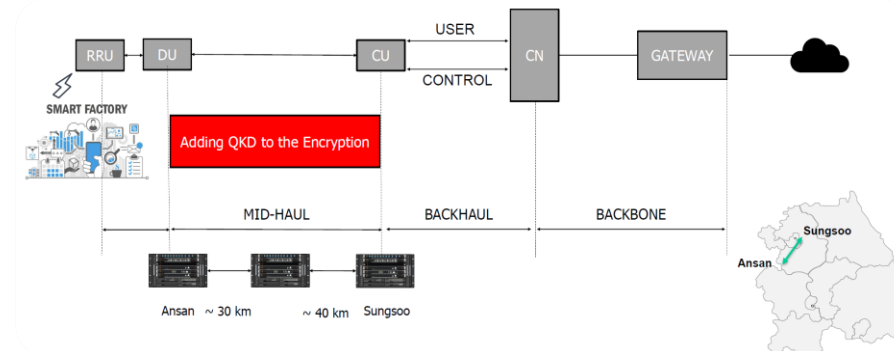 USER
RRU
DU
CU
CN
GATEWAY
CONTROL
SMART FACTORY
Adding QKD to the Encryption
MID-HAUL
BACKHAUL
BACKBONE
Sungsoo
Ansan
Ansan ~ 30 km ~ 40 km Sungsoo